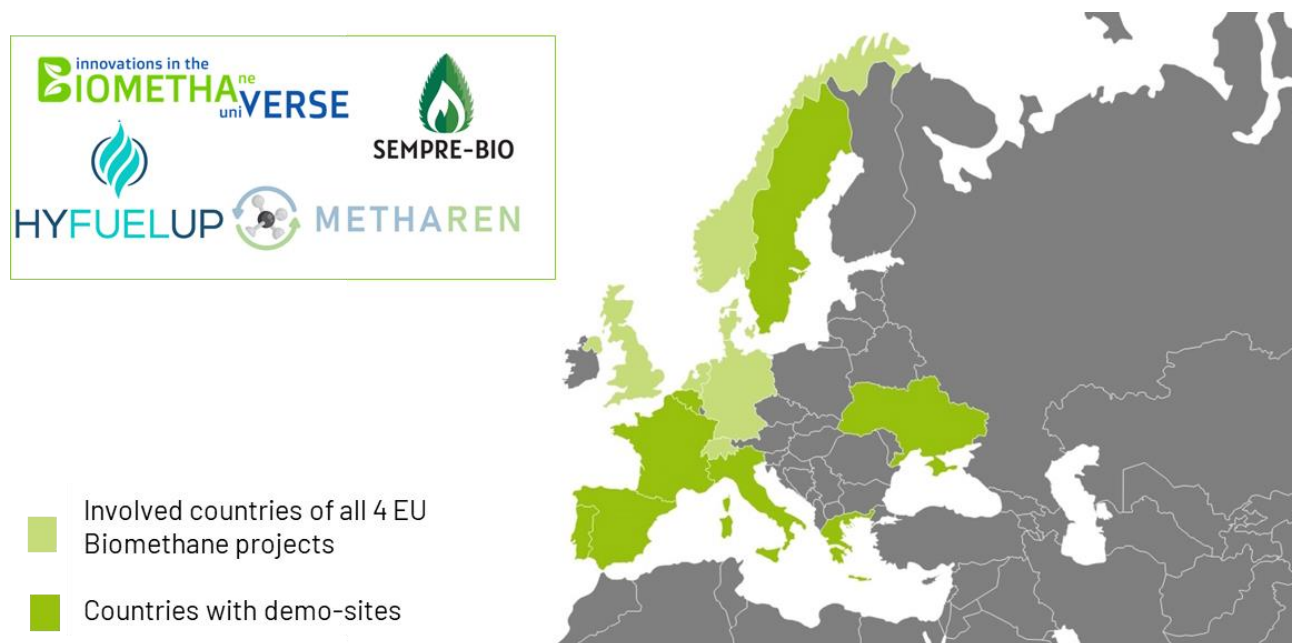 innovations in the
BIOMETHAne
uniVERSE
SEMPRE-BIO
HYFUELUP
METHAREN
Involved countries of all 4 EU
Biomethane projects
Countries with demo-sites